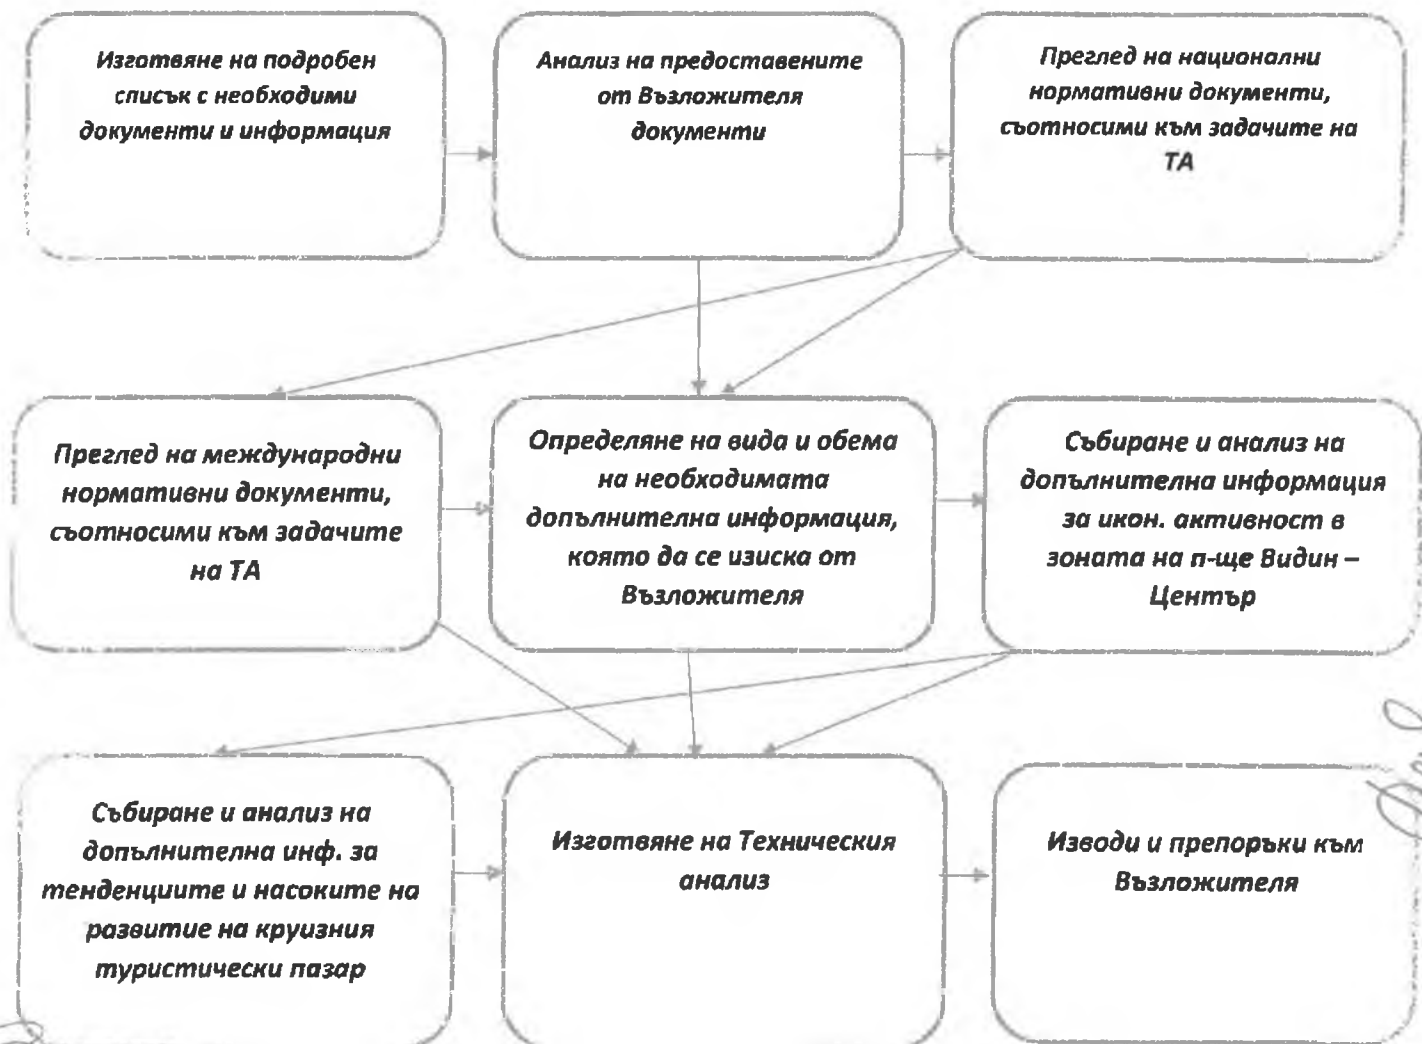 Изготвяне на подробен
списък с необходими
документи и информация
Анализ на предоставените
от Възложителя
документи
Преглед на национални
нормативни документи,
съотносими към задачите на
ТА
Преглед на международни
нормативни документи,
съотносими към задачите
на ТА
Определяне на вида и обема
на необходимата
допълнителна информация,
която да се изиска от
Възложителя
Събиране и анализ на
допълнителна информация
за икон. активност в
зоната на п-ще Видин –
Център
Събиране и анализ на
допълнителна инф. за
тенденциите и насоките на
развитие на круизния
туристически пазар
Изготвяне на Техническия
анализ
Изводи и препоръки към
Възложителя